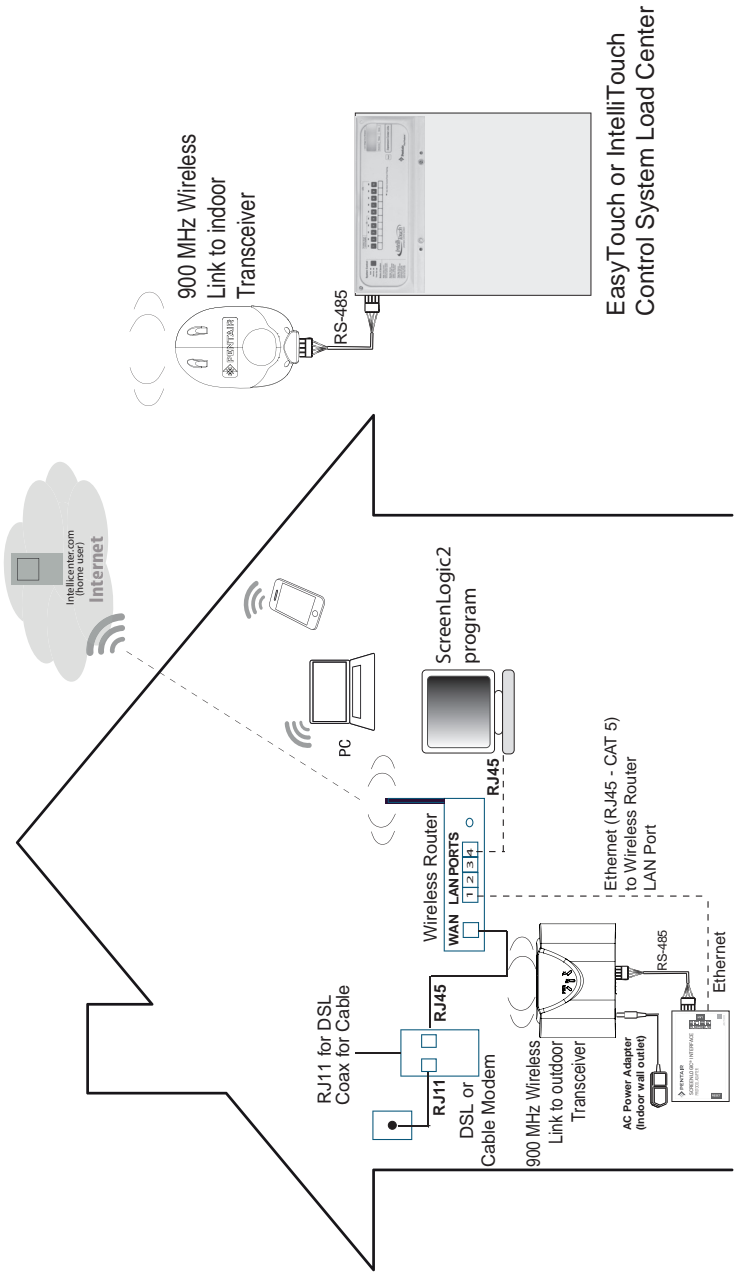 Intellicenter.com
(home user)
Internet
900 MHz Wireless
Link to indoor
Transceiver
PENTAIR
RS-485
EasyTouch or IntelliTouch
Control System Load Center
PC
ScreenLogic2
program
RJ45
Wireless Router
WAN LAN PORTS
1 2 3 4
RJ11 for DSL
Coax for Cable
RJ45
RJ11
DSL or
Cable Modem
900 MHz Wireless
Link to outdoor
Transceiver
Ethernet (RJ45 - CAT 5)
to Wireless Router
LAN Port
RS-485
Ethernet
AC Power Adapter
(Indoor wall outlet)
PENTAIR
SCREENLOGIC® INTERFACE